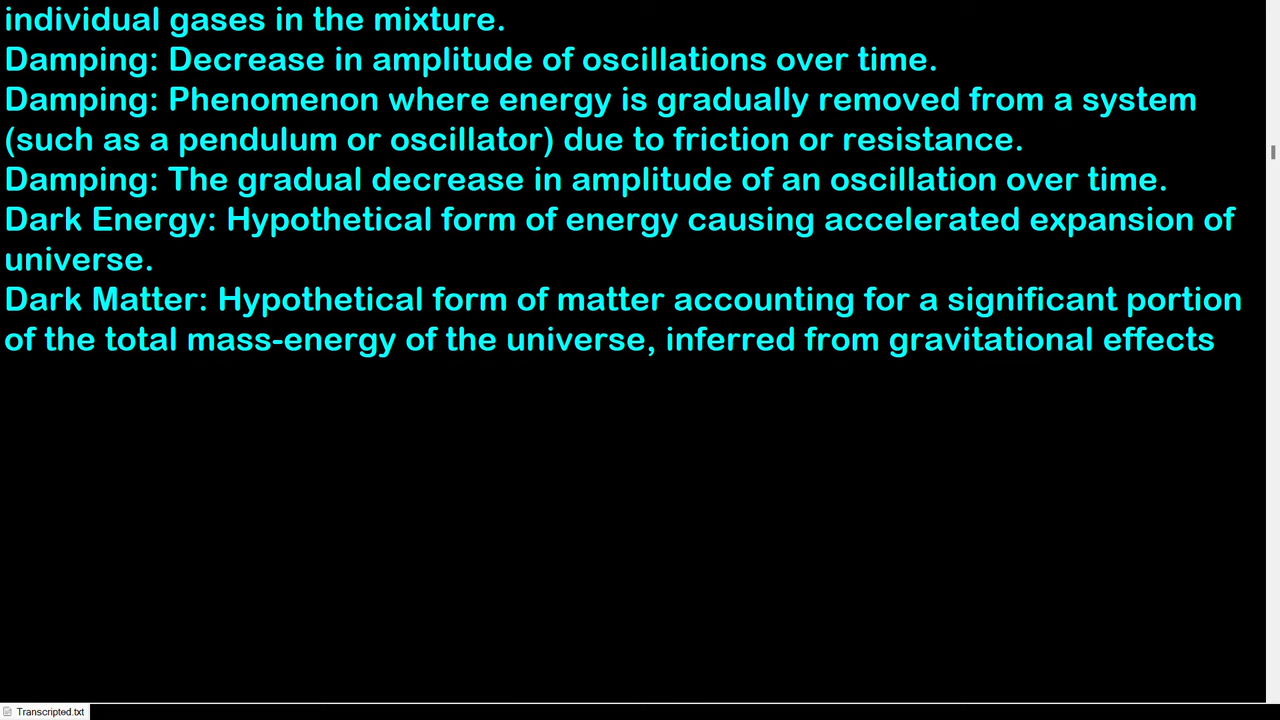 individual gases in the mixture.
Damping: Decrease in amplitude of oscillations over time.
Damping: Phenomenon where energy is gradually removed from a system
(such as a pendulum or oscillator) due to friction or resistance.
Damping: The gradual decrease in amplitude of an oscillation over time.
Dark Energy: Hypothetical form of energy causing accelerated expansion of
universe.
Dark Matter: Hypothetical form of matter accounting for a significant portion
of the total mass-energy of the universe, inferred from gravitational effects
Transcripted.txt